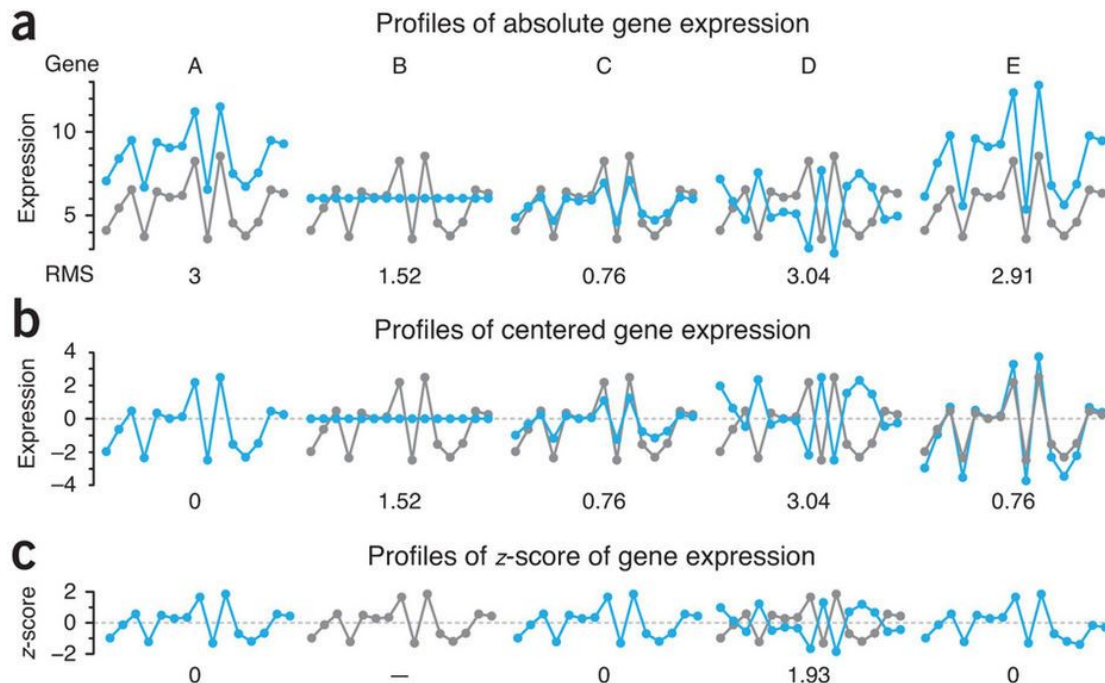 a Profiles of absolute gene expression
Gene A B C D E
Expression
10
5
RMS 3 1.52 0.76 3.04 2.91
b Profiles of centered gene expression
Expression
4
2
0
–2
–4
0 1.52 0.76 3.04 0.76
c Profiles of z-score of gene expression
z-score
2
0
–2
0 — 0 1.93 0